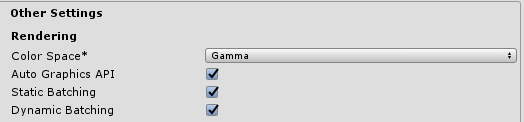 Other Settings
Rendering
Color Space* Gamma
Auto Graphics API
Static Batching
Dynamic Batching